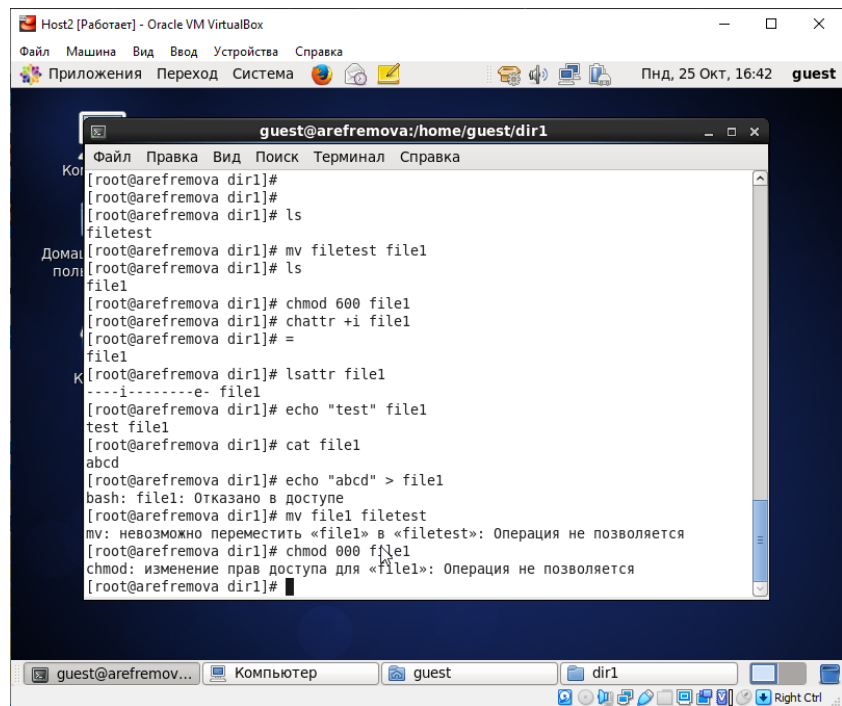 Host2 [Работает] - Oracle VM VirtualBox
Файл Машина Вид Ввод Устройства Справка
Приложения Переход Система Пнд, 25 Окт, 16:42 guest
guest@arefremova:/home/guest/dir1
Файл Правка Вид Поиск Терминал Справка
[root@arefremova dir1]#
[root@arefremova dir1]#
[root@arefremova dir1]# ls
filetest
[root@arefremova dir1]# mv filetest file1
[root@arefremova dir1]# ls
file1
[root@arefremova dir1]# chmod 600 file1
[root@arefremova dir1]# chattr +i file1
[root@arefremova dir1]# =
file1
[root@arefremova dir1]# lsattr file1
----i--------e- file1
[root@arefremova dir1]# echo "test" file1
test file1
[root@arefremova dir1]# cat file1
abcd
[root@arefremova dir1]# echo "abcd" > file1
bash: file1: Отказано в доступе
[root@arefremova dir1]# mv file1 filetest
mv: невозможно переместить «file1» в «filetest»: Операция не позволяется
[root@arefremova dir1]# chmod 000 file1
chmod: изменение прав доступа для «file1»: Операция не позволяется
[root@arefremova dir1]#
guest@arefremov... Компьютер guest dir1
Right Ctrl